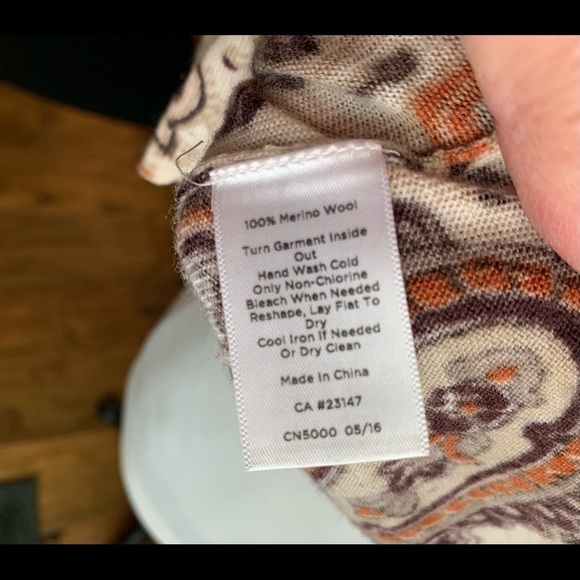 100% Merino Wool
Turn Garment Inside
Out
Hand Wash Cold
Only Non-Chlorine
Bleach When Needed
Reshape, Lay Flat To
Dry
Cool Iron If Needed
Or Dry Clean
Made In China
CA #23147
CN5000 05/16